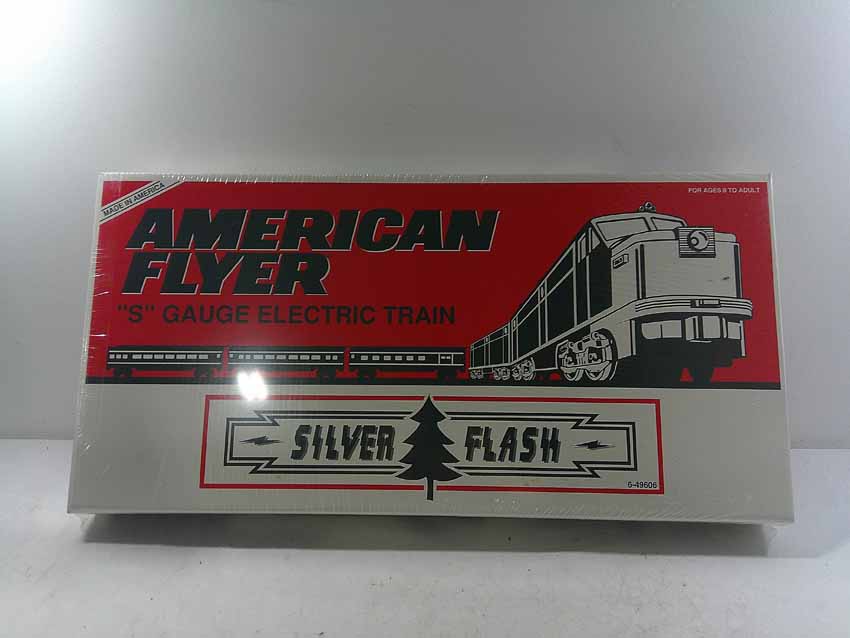 MADE IN AMERICA
FOR AGES 8 TO ADULT
AMERICAN
FLYER
"S" GAUGE ELECTRIC TRAIN
SILVER FLASH
6-49606